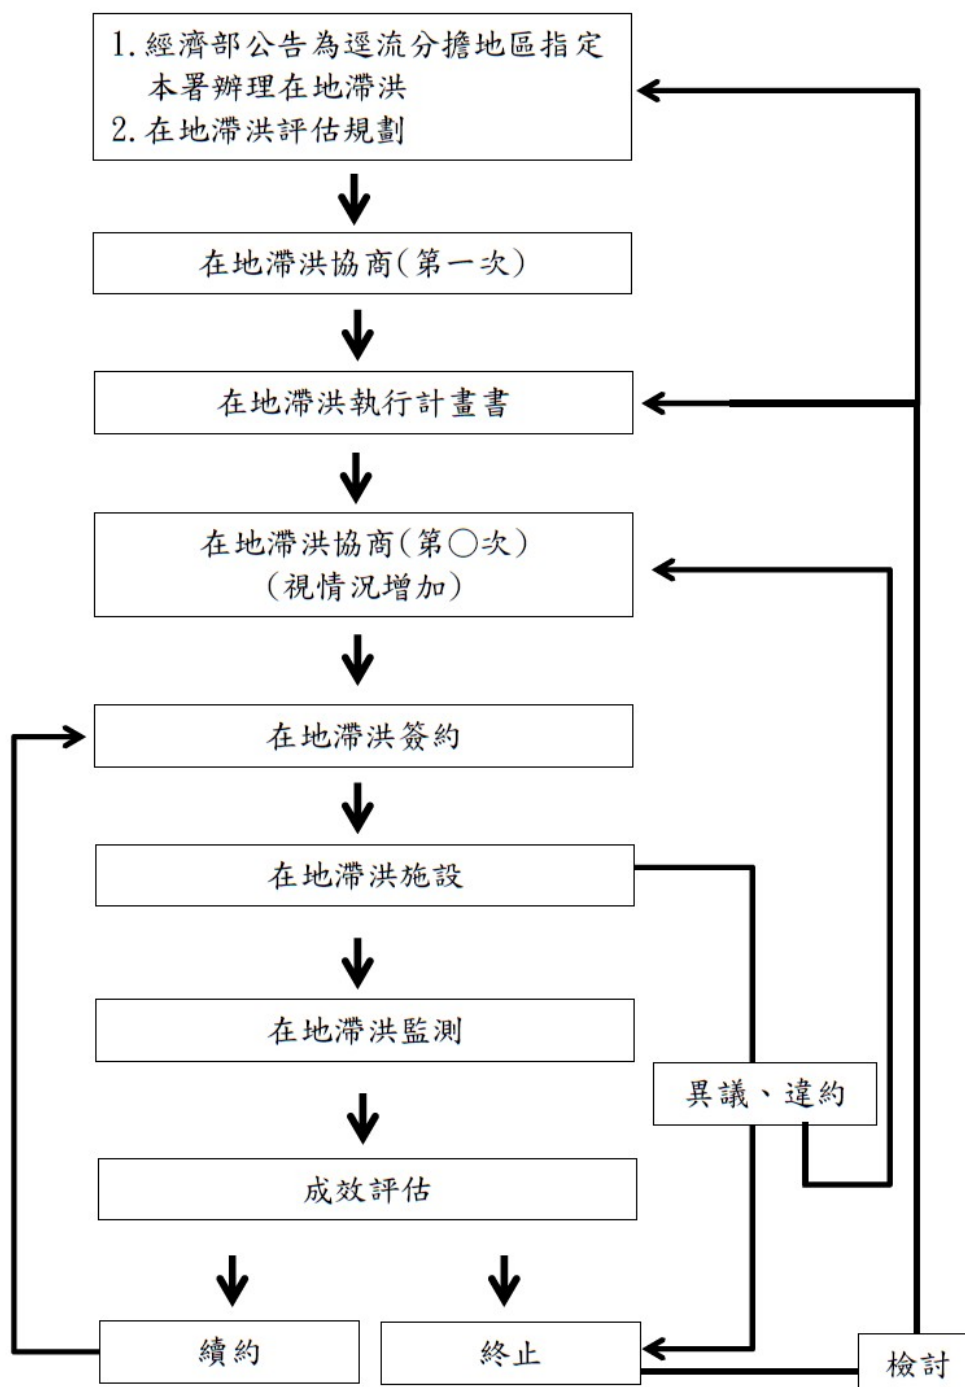 1. 經濟部公告為逕流分擔地區指定
本署辦理在地滯洪
2. 在地滯洪評估規劃
在地滯洪協商(第一次)
在地滯洪執行計畫書
在地滯洪協商(第○次)
(視情況增加)
在地滯洪簽約
在地滯洪施設
在地滯洪監測
異議、違約
成效評估
續約
終止
檢討